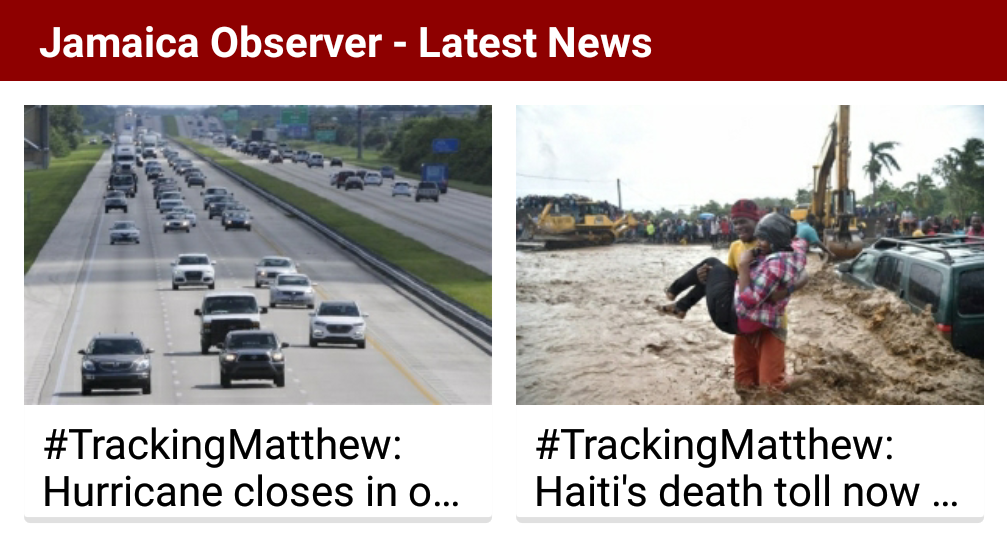 Jamaica Observer - Latest News
#TrackingMatthew:
Hurricane closes in o...
#TrackingMatthew:
Haiti's death toll now ...